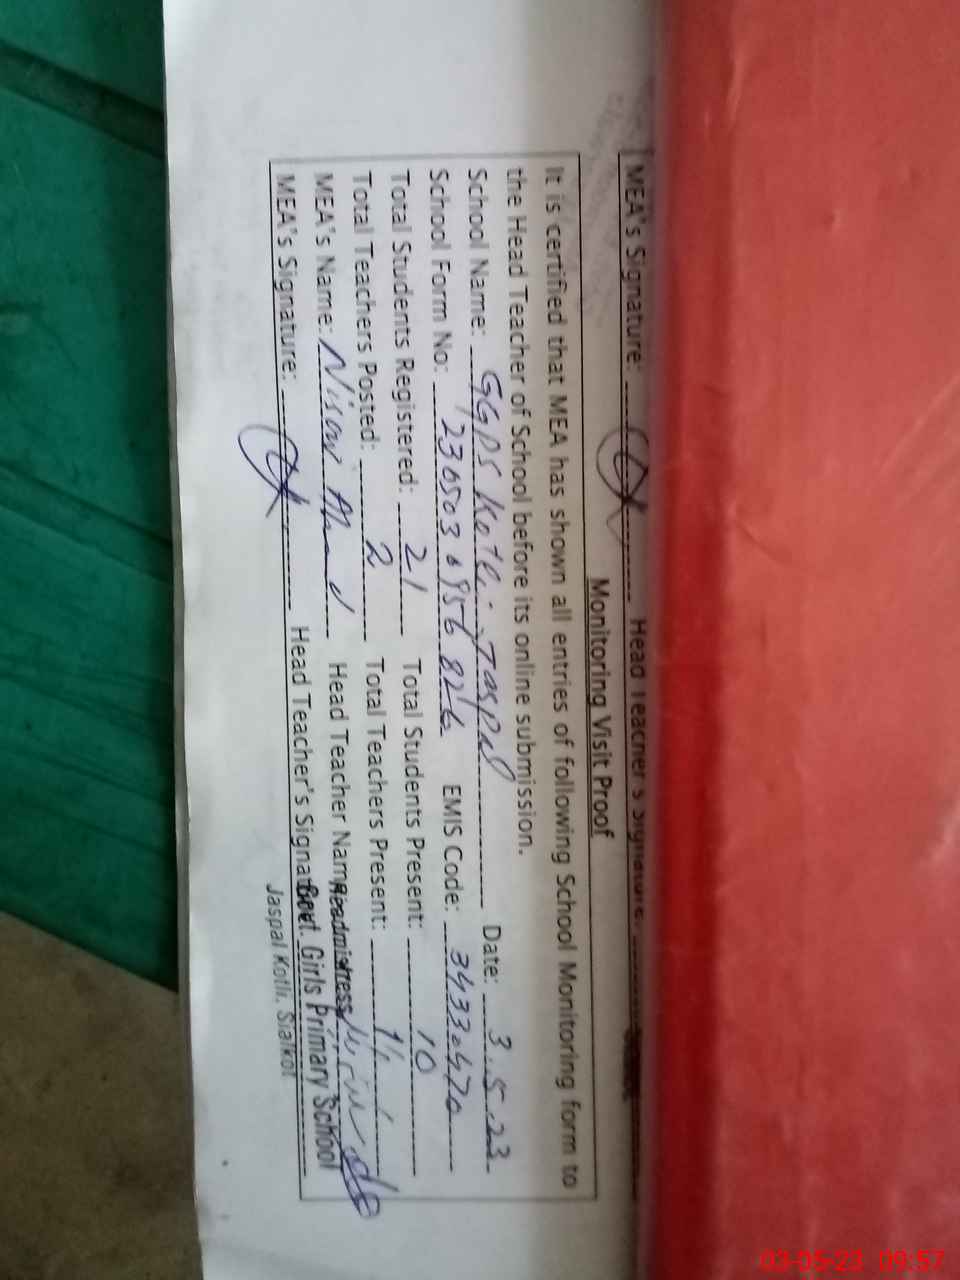 MEA's Signature: Head Teacher's Signature:
Monitoring Visit Proof
It is certified that MEA has shown all entries of following School Monitoring form to
the Head Teacher of School before its online submission.
School Name: GGPS Kotli Jaspal Date: 3.5.23
School Form No: EMIS Code: 34330470
Total Students Registered: 21 Total Students Present: 10
Total Teachers Posted: 2 Total Teachers Present: 1
MEA's Name: Nisar Ahmad Head Teacher Name: Headmistress
MEA's Signature: Head Teacher's Signature: Govt. Girls Primary School
Jaspal Kotli, Sialkot
03-05-23 09:57